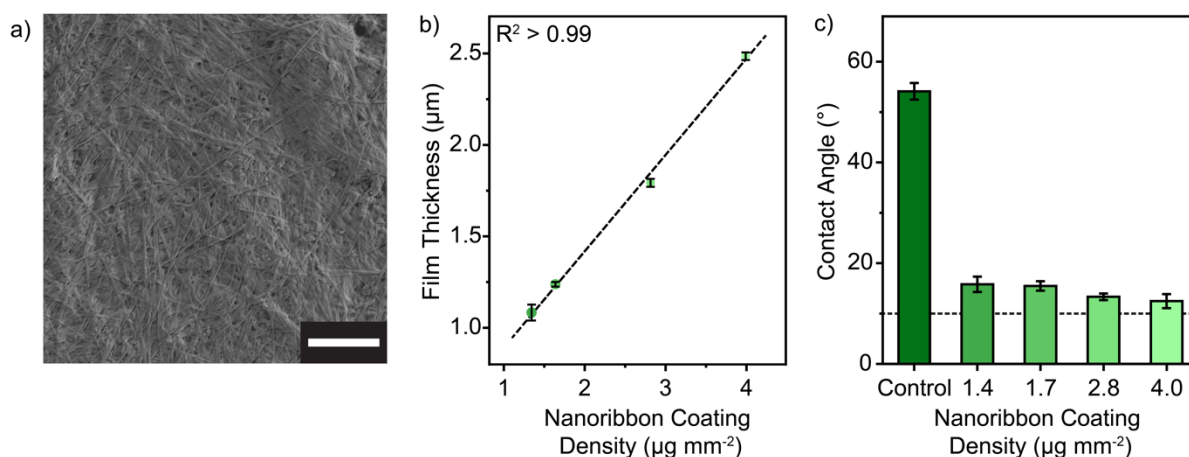 a)
b)
R² > 0.99
Film Thickness (μm)
2.5
2.0
1.5
1.0
1 2 3 4
Nanoribbon Coating
Density (μg mm⁻²)
c)
Contact Angle (°)
60
40
20
0
Control 1.4 1.7 2.8 4.0
Nanoribbon Coating
Density (μg mm⁻²)